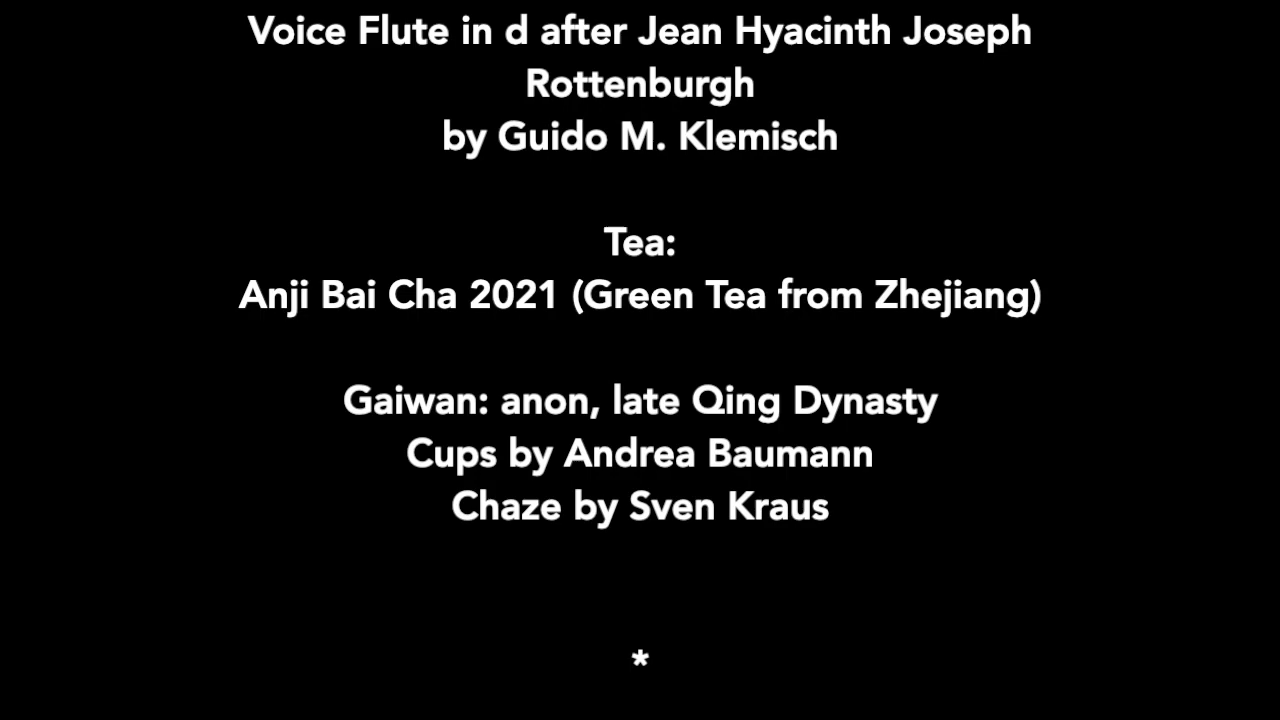 Voice Flute in d after Jean Hyacinth Joseph
Rottenburgh
by Guido M. Klemisch
Tea:
Anji Bai Cha 2021 (Green Tea from Zhejiang)
Gaiwan: anon, late Qing Dynasty
Cups by Andrea Baumann
Chaze by Sven Kraus
*